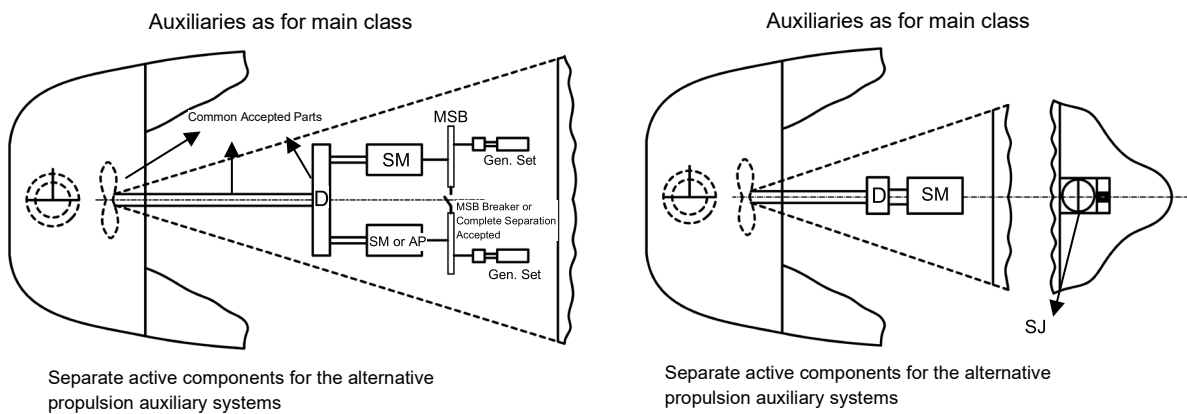 Auxiliaries as for main class
Common Accepted Parts
MSB
SM
Gen. Set
D
MSB Breaker or
Complete Separation
Accepted
SM or AP
Gen. Set
Separate active components for the alternative
propulsion auxiliary systems
Auxiliaries as for main class
D
SM
SJ
Separate active components for the alternative
propulsion auxiliary systems